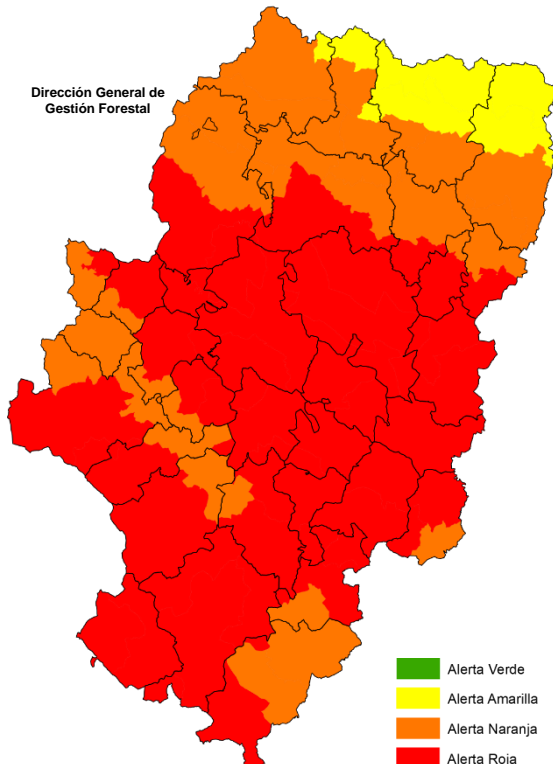 Dirección General de
Gestión Forestal
Alerta Verde
Alerta Amarilla
Alerta Naranja
Alerta Roja